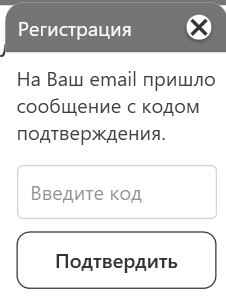 Регистрация
На Ваш email пришло
сообщение с кодом
подтверждения.
Введите код
Подтвердить